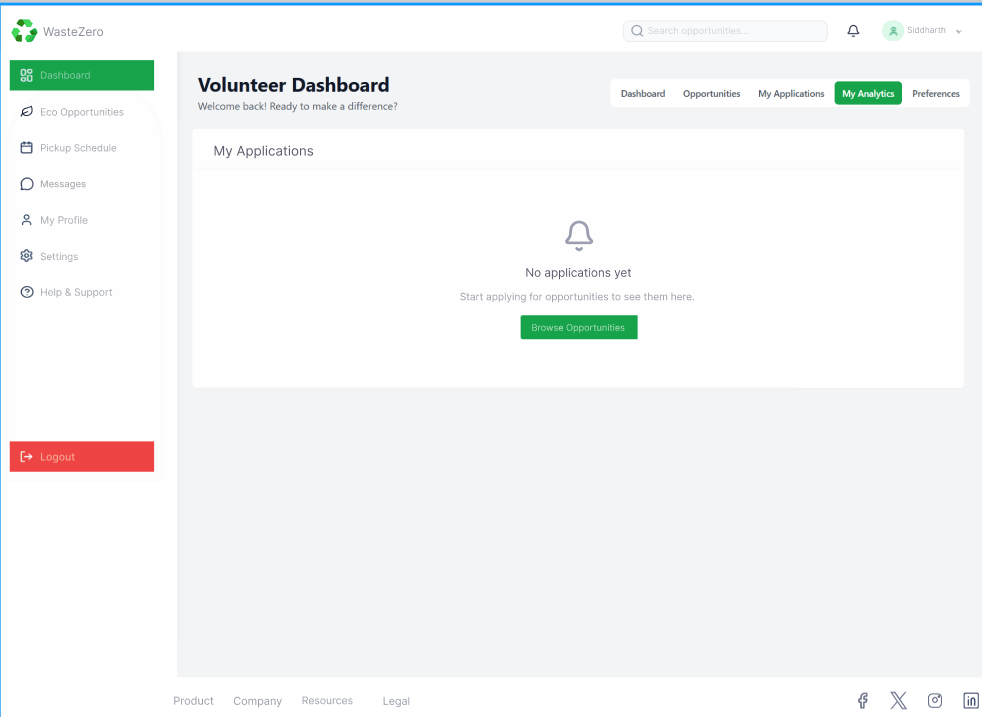 WasteZero
Search opportunities...
Siddharth
Dashboard
Eco Opportunities
Pickup Schedule
Messages
My Profile
Settings
Help & Support
Logout
Volunteer Dashboard
Welcome back! Ready to make a difference?
Dashboard Opportunities My Applications My Analytics Preferences
My Applications
No applications yet
Start applying for opportunities to see them here.
Browse Opportunities
Product Company Resources Legal